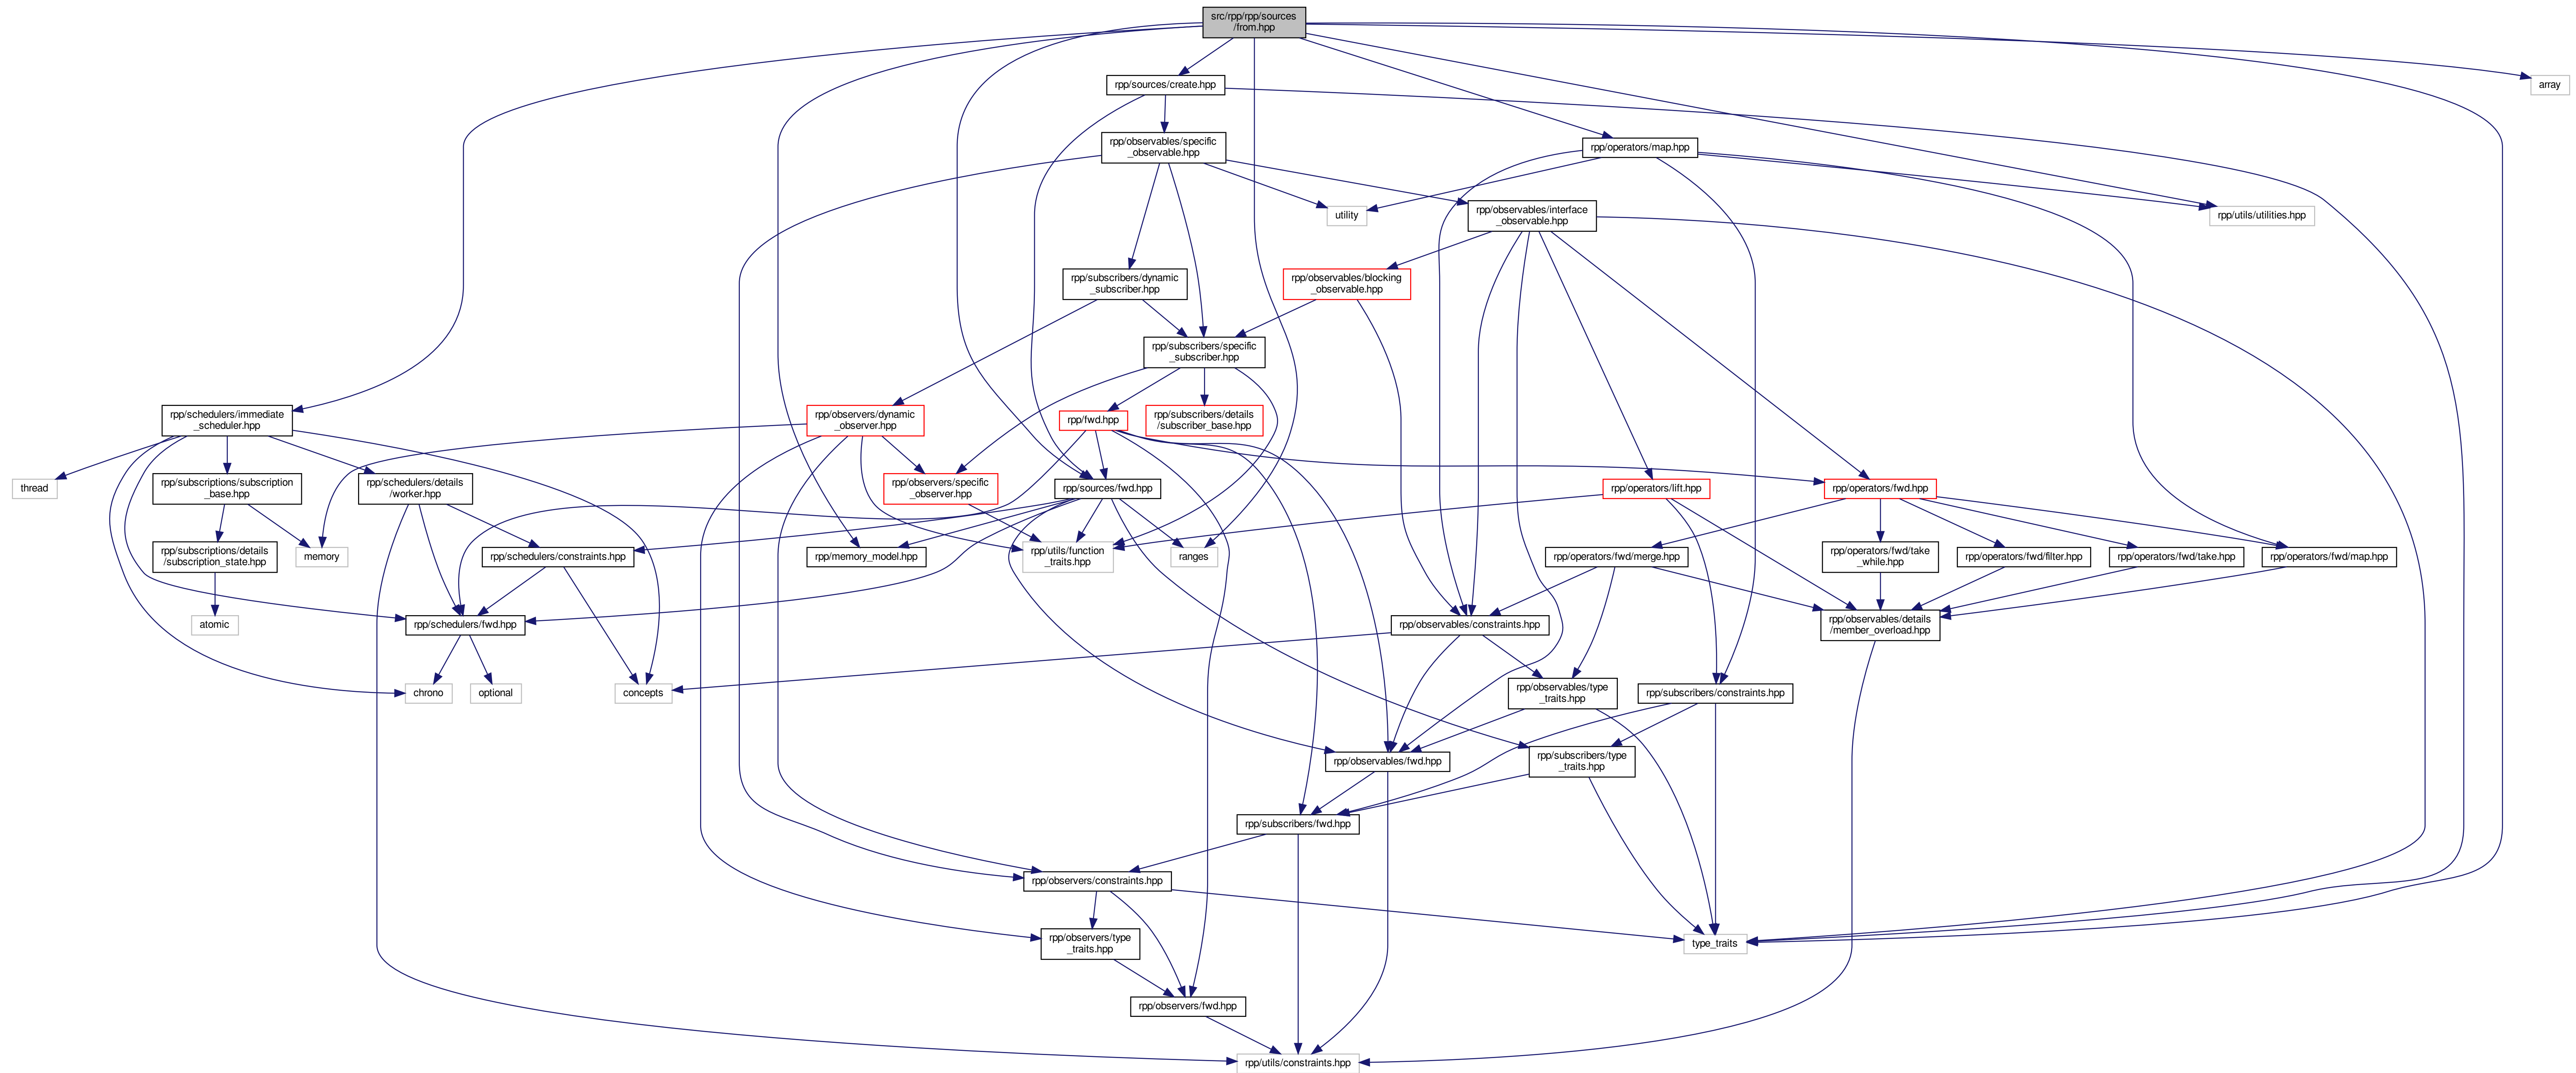 src/rpp/rpp/sources
/from.hpp
rpp/sources/create.hpp
array
rpp/observables/specific
_observable.hpp
rpp/operators/map.hpp
utility
rpp/observables/interface
_observable.hpp
rpp/utils/utilities.hpp
rpp/subscribers/dynamic
_subscriber.hpp
rpp/observables/blocking
_observable.hpp
rpp/subscribers/specific
_subscriber.hpp
rpp/schedulers/immediate
_scheduler.hpp
rpp/observers/dynamic
_observer.hpp
rpp/fwd.hpp
rpp/subscribers/details
/subscriber_base.hpp
thread
rpp/subscriptions/subscription
_base.hpp
rpp/schedulers/details
/worker.hpp
rpp/observers/specific
_observer.hpp
rpp/sources/fwd.hpp
rpp/operators/lift.hpp
rpp/operators/fwd.hpp
rpp/subscriptions/details
/subscription_state.hpp
memory
rpp/schedulers/constraints.hpp
rpp/memory_model.hpp
rpp/utils/function
_traits.hpp
ranges
rpp/operators/fwd/merge.hpp
rpp/operators/fwd/take
_while.hpp
rpp/operators/fwd/filter.hpp
rpp/operators/fwd/take.hpp
rpp/operators/fwd/map.hpp
atomic
rpp/schedulers/fwd.hpp
rpp/observables/constraints.hpp
rpp/observables/details
/member_overload.hpp
chrono
optional
concepts
rpp/observables/type
_traits.hpp
rpp/subscribers/constraints.hpp
rpp/observables/fwd.hpp
rpp/subscribers/type
_traits.hpp
rpp/subscribers/fwd.hpp
rpp/observers/constraints.hpp
rpp/observers/type
_traits.hpp
type_traits
rpp/observers/fwd.hpp
rpp/utils/constraints.hpp